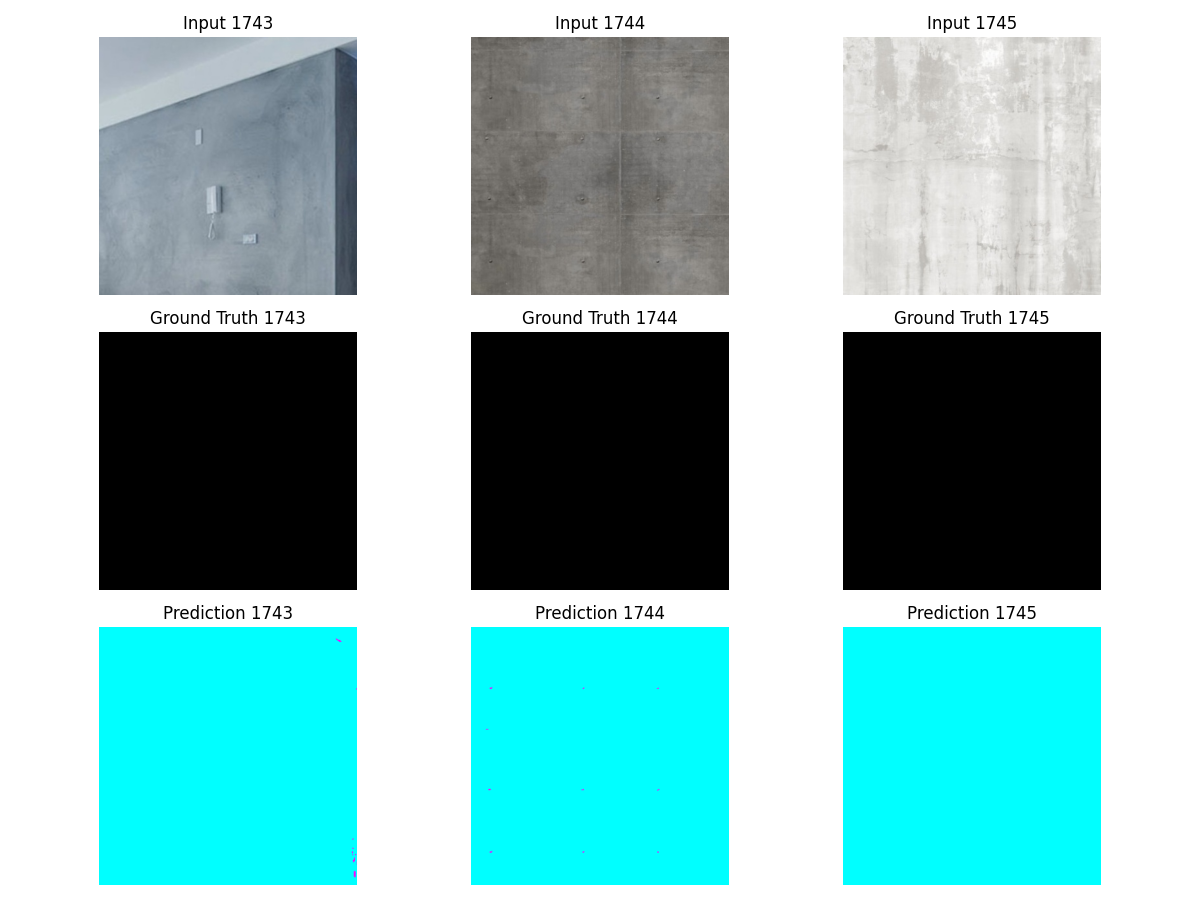 Input 1743
Input 1744
Input 1745
Ground Truth 1743
Ground Truth 1744
Ground Truth 1745
Prediction 1743
Prediction 1744
Prediction 1745